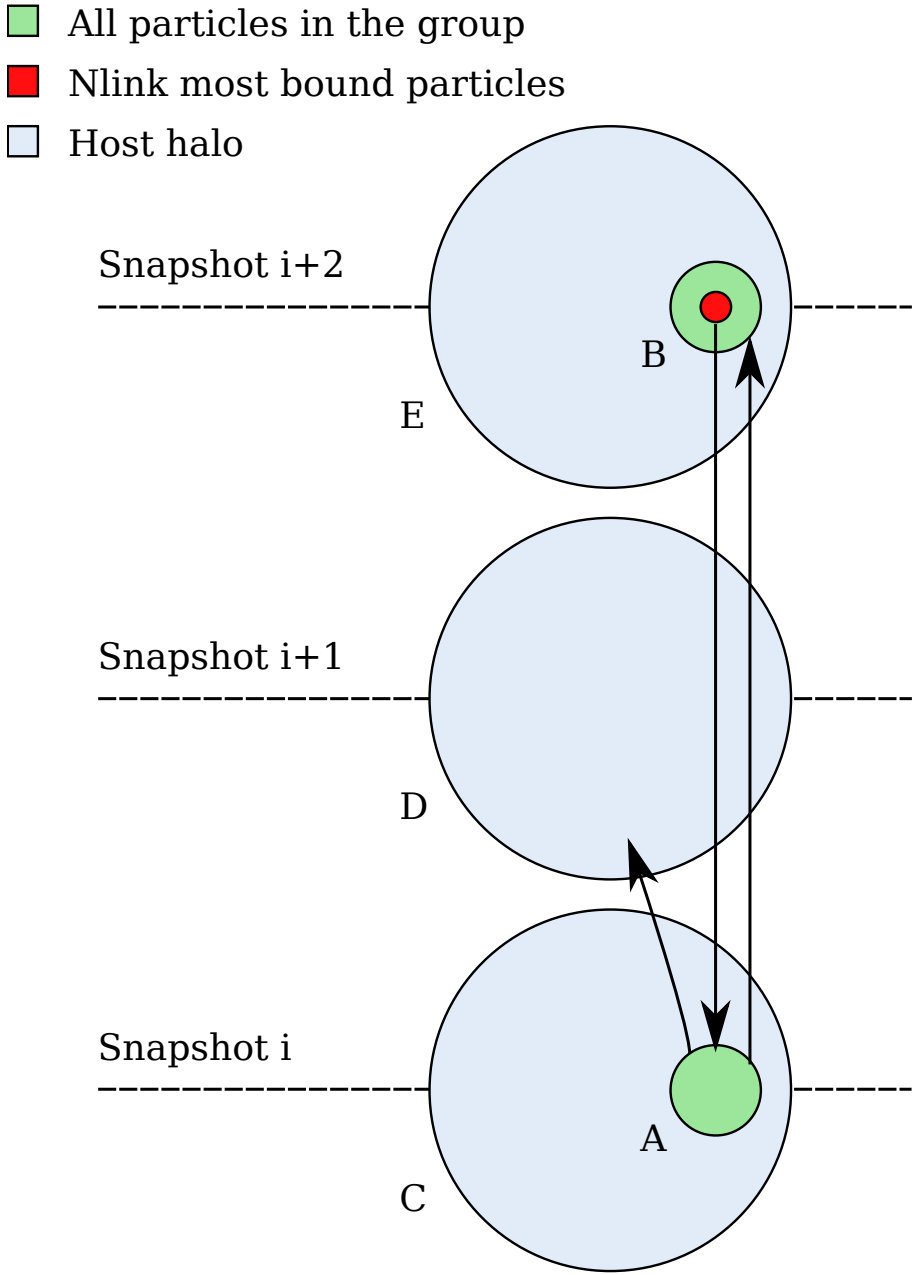 All particles in the group
Nlink most bound particles
Host halo
Snapshot i+2
B
E
Snapshot i+1
D
Snapshot i
A
C